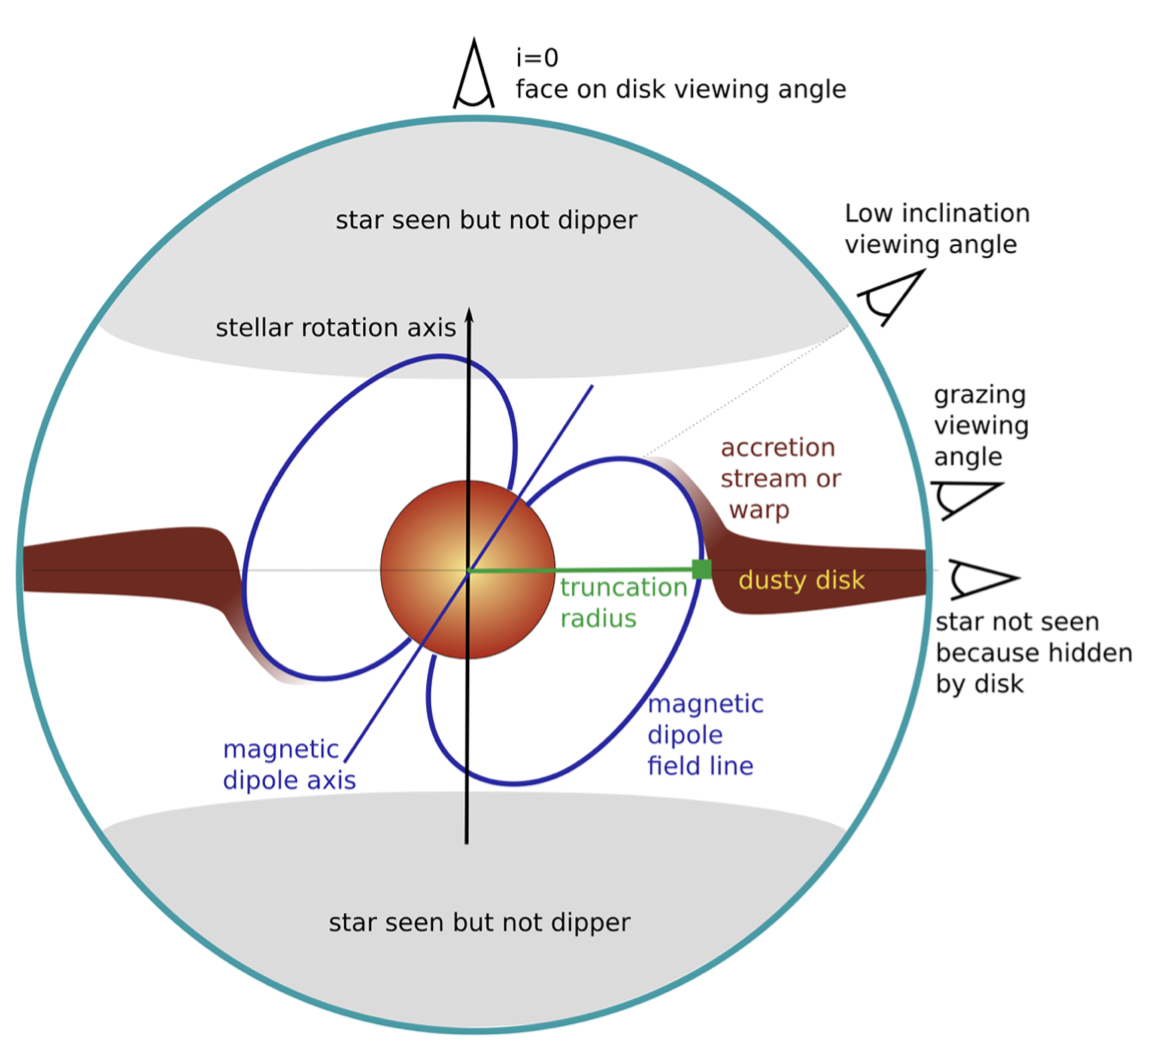 i=0
face on disk viewing angle
star seen but not dipper
Low inclination
viewing angle
stellar rotation axis
grazing
viewing
angle
accretion
stream or
warp
truncation
radius
dusty disk
star not seen
because hidden
by disk
magnetic
dipole
field line
magnetic
dipole axis
star seen but not dipper